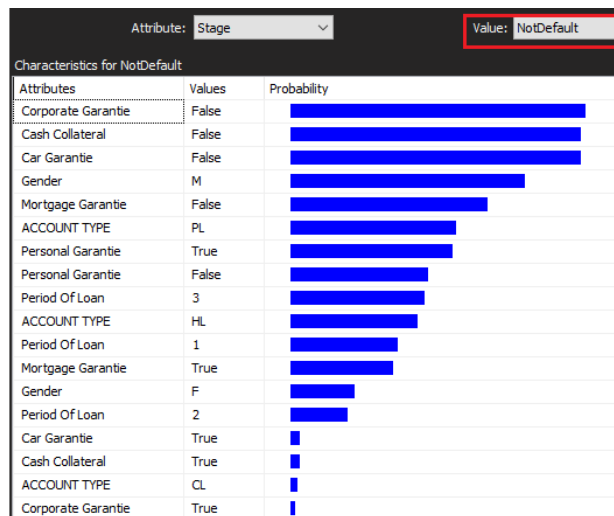 Attribute: Stage Value: NotDefault
Characteristics for NotDefault
Attributes Values Probability
Corporate Garantie False
Cash Collateral False
Car Garantie False
Gender M
Mortgage Garantie False
ACCOUNT TYPE PL
Personal Garantie True
Personal Garantie False
Period Of Loan 3
ACCOUNT TYPE HL
Period Of Loan 1
Mortgage Garantie True
Gender F
Period Of Loan 2
Car Garantie True
Cash Collateral True
ACCOUNT TYPE CL
Corporate Garantie True